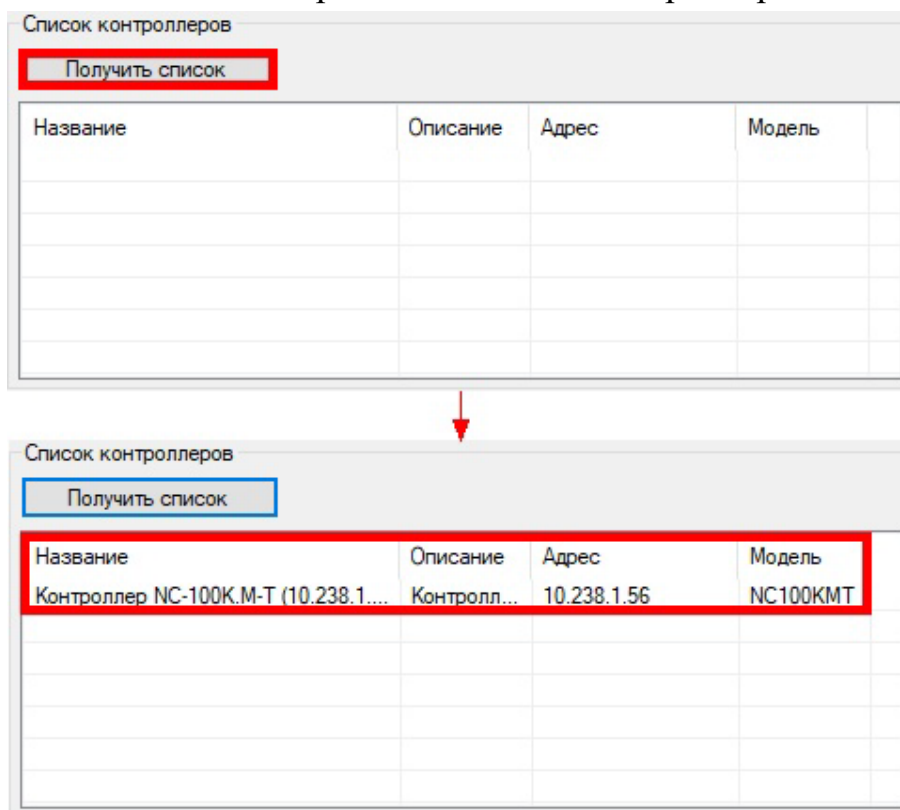 Список контроллеров
Получить список
Название Описание Адрес Модель
Список контроллеров
Получить список
Название Описание Адрес Модель
Контроллер NC-100K.M-T (10.238.1.... Контролл... 10.238.1.56 NC100KMT